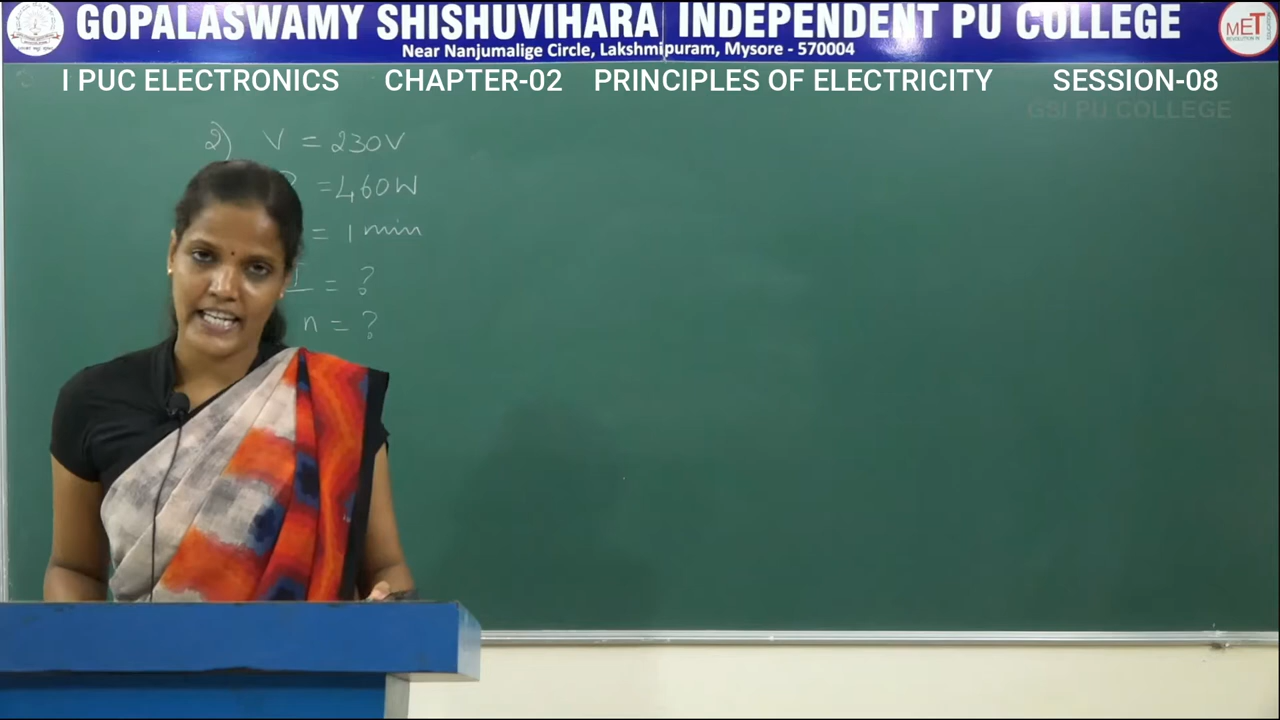 GOPALASWAMY SHISHUVIHARA INDEPENDENT PU COLLEGE
Near Nanjumalige Circle, Lakshmipuram, Mysore - 570004
MET
I PUC ELECTRONICS CHAPTER-02 PRINCIPLES OF ELECTRICITY SESSION-08
GSI PU COLLEGE
2) V = 230V
= 460W
= 1 min
I = ?
n = ?